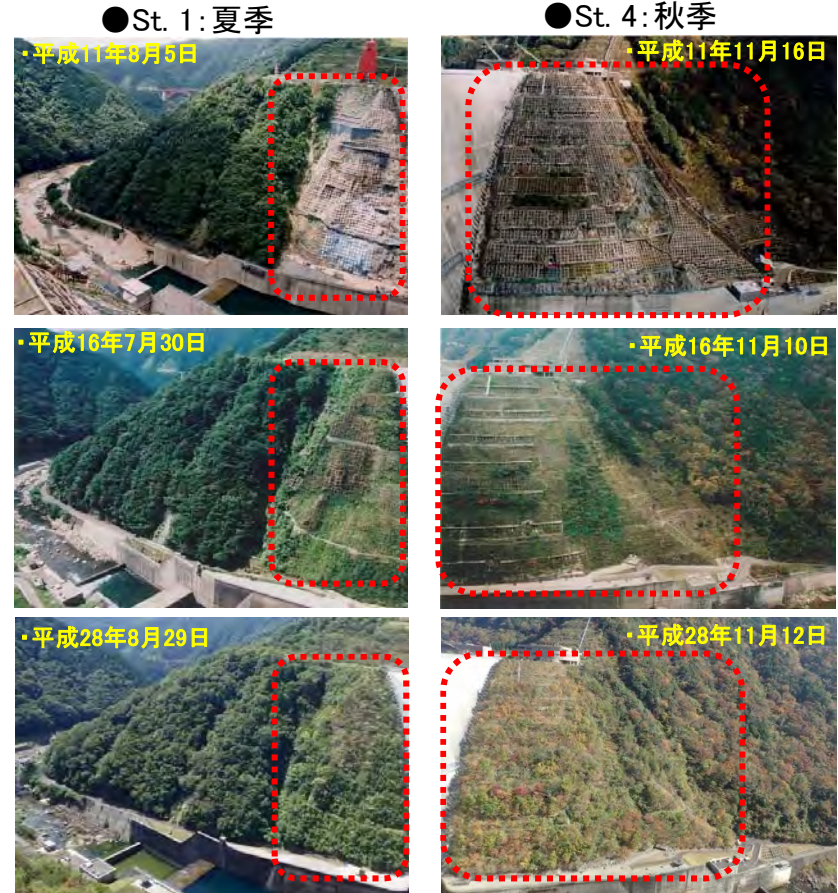 ●St. 1:夏季
●St. 4:秋季
・平成11年8月5日
・平成11年11月16日
・平成16年7月30日
・平成16年11月10日
・平成28年8月29日
・平成28年11月12日